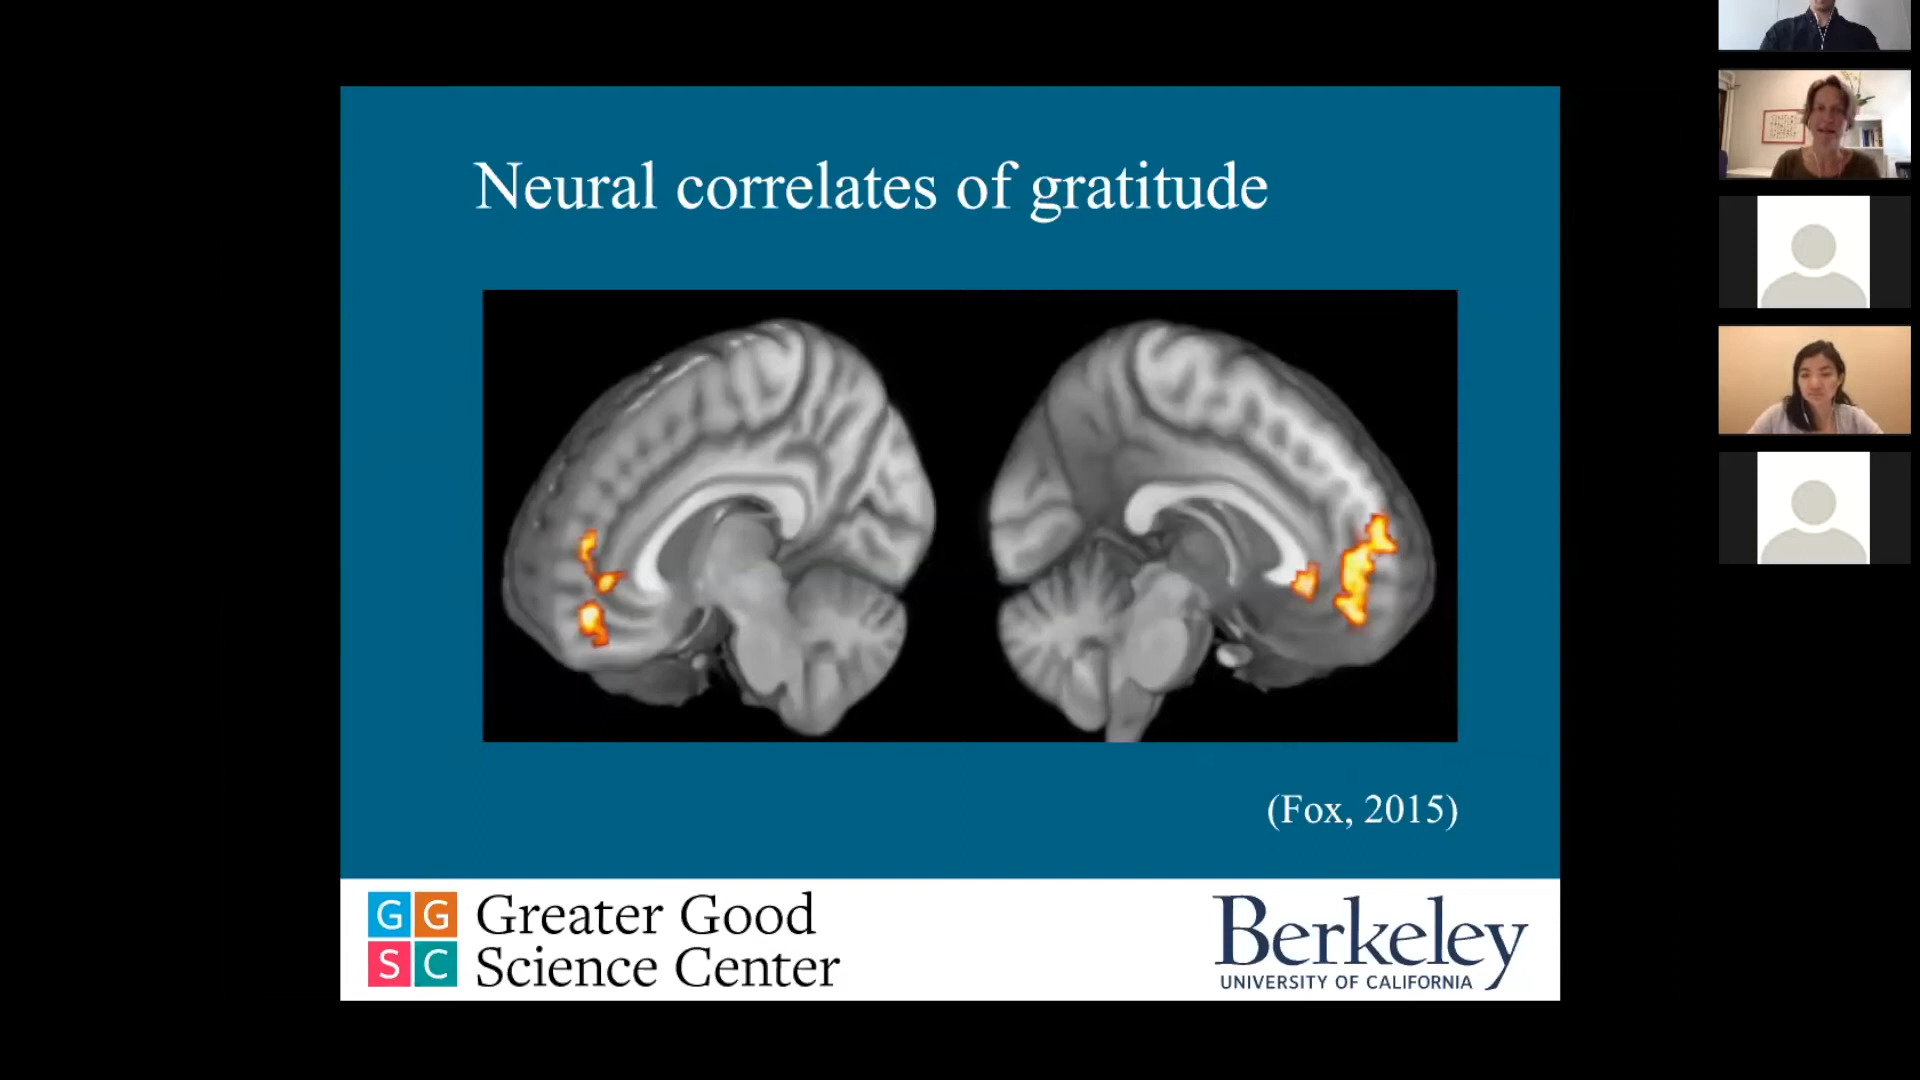 Neural correlates of gratitude
(Fox, 2015)
G G
S C
Greater Good
Science Center
Berkeley
UNIVERSITY OF CALIFORNIA